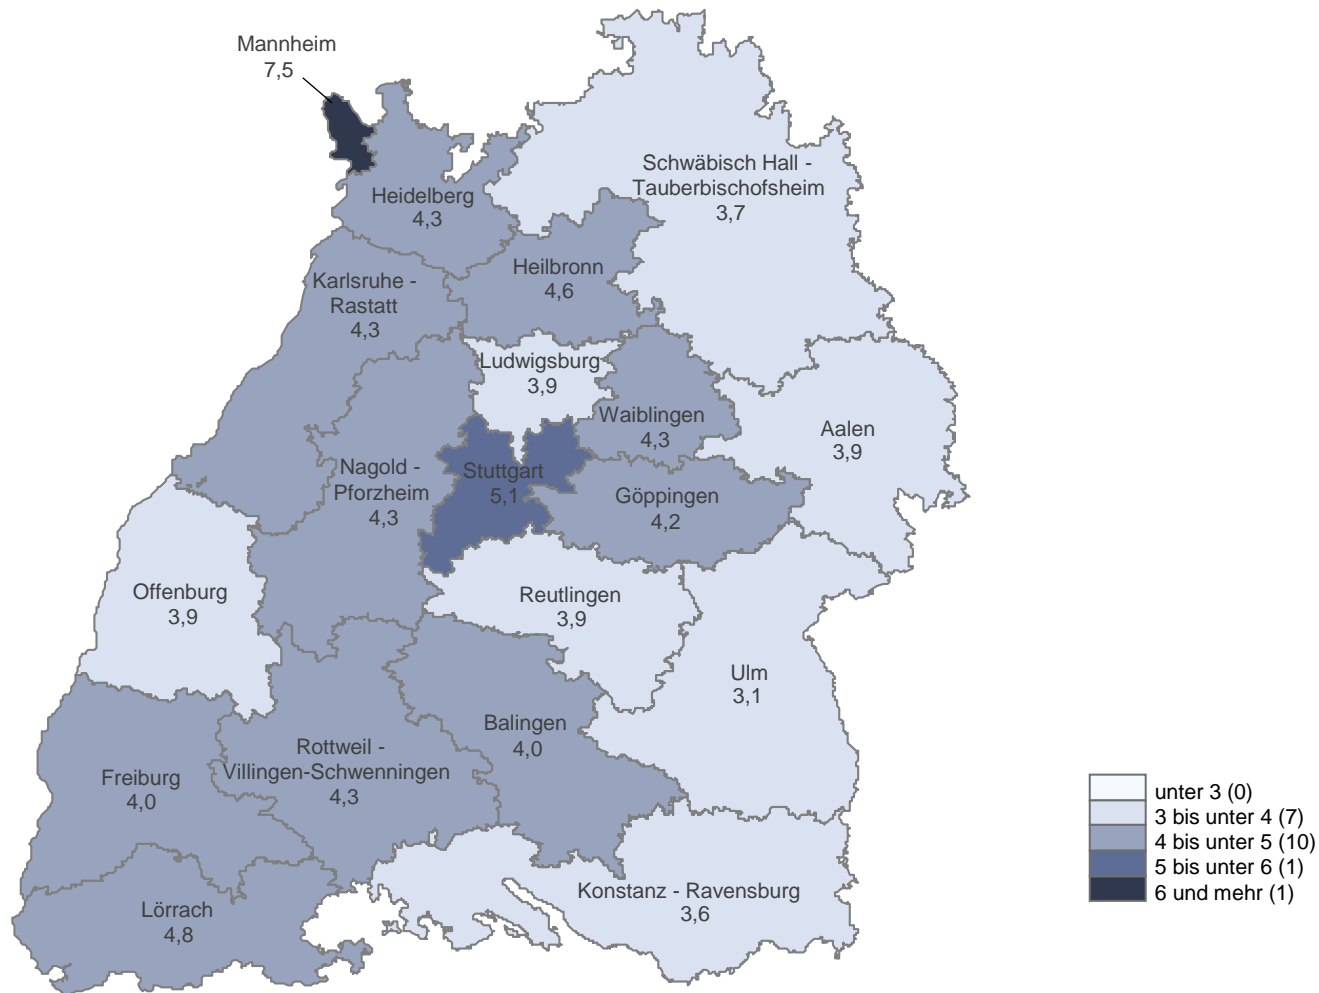 Mannheim
7,5
Schwäbisch Hall -
Tauberbischofsheim
3,7
Heidelberg
4,3
Heilbronn
4,6
Karlsruhe -
Rastatt
4,3
Ludwigsburg
3,9
Waiblingen
4,3
Aalen
3,9
Nagold -
Pforzheim
4,3
Stuttgart
5,1
Göppingen
4,2
Offenburg
3,9
Reutlingen
3,9
Ulm
3,1
Balingen
4,0
Rottweil -
Villingen-Schwenningen
4,3
Freiburg
4,0
Konstanz - Ravensburg
3,6
Lörrach
4,8
unter 3 (0)
3 bis unter 4 (7)
4 bis unter 5 (10)
5 bis unter 6 (1)
6 und mehr (1)